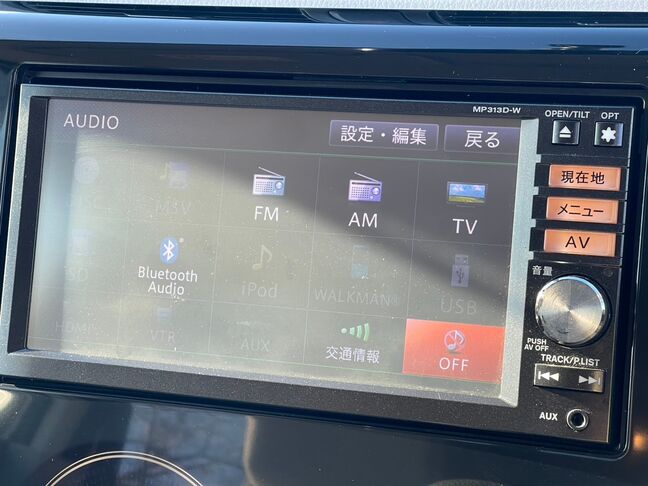 MP313D-W
OPEN/TILT
OPT
AUDIO
設定・編集
戻る
現在地
MSV
FM
AM
TV
メニュー
AV
SD
Bluetooth
Audio
iPod
WALKMAN
USB
音量
HDMI
VTR
AUX
交通情報
OFF
PUSH
AV OFF
TRACK/P.LIST
AUX